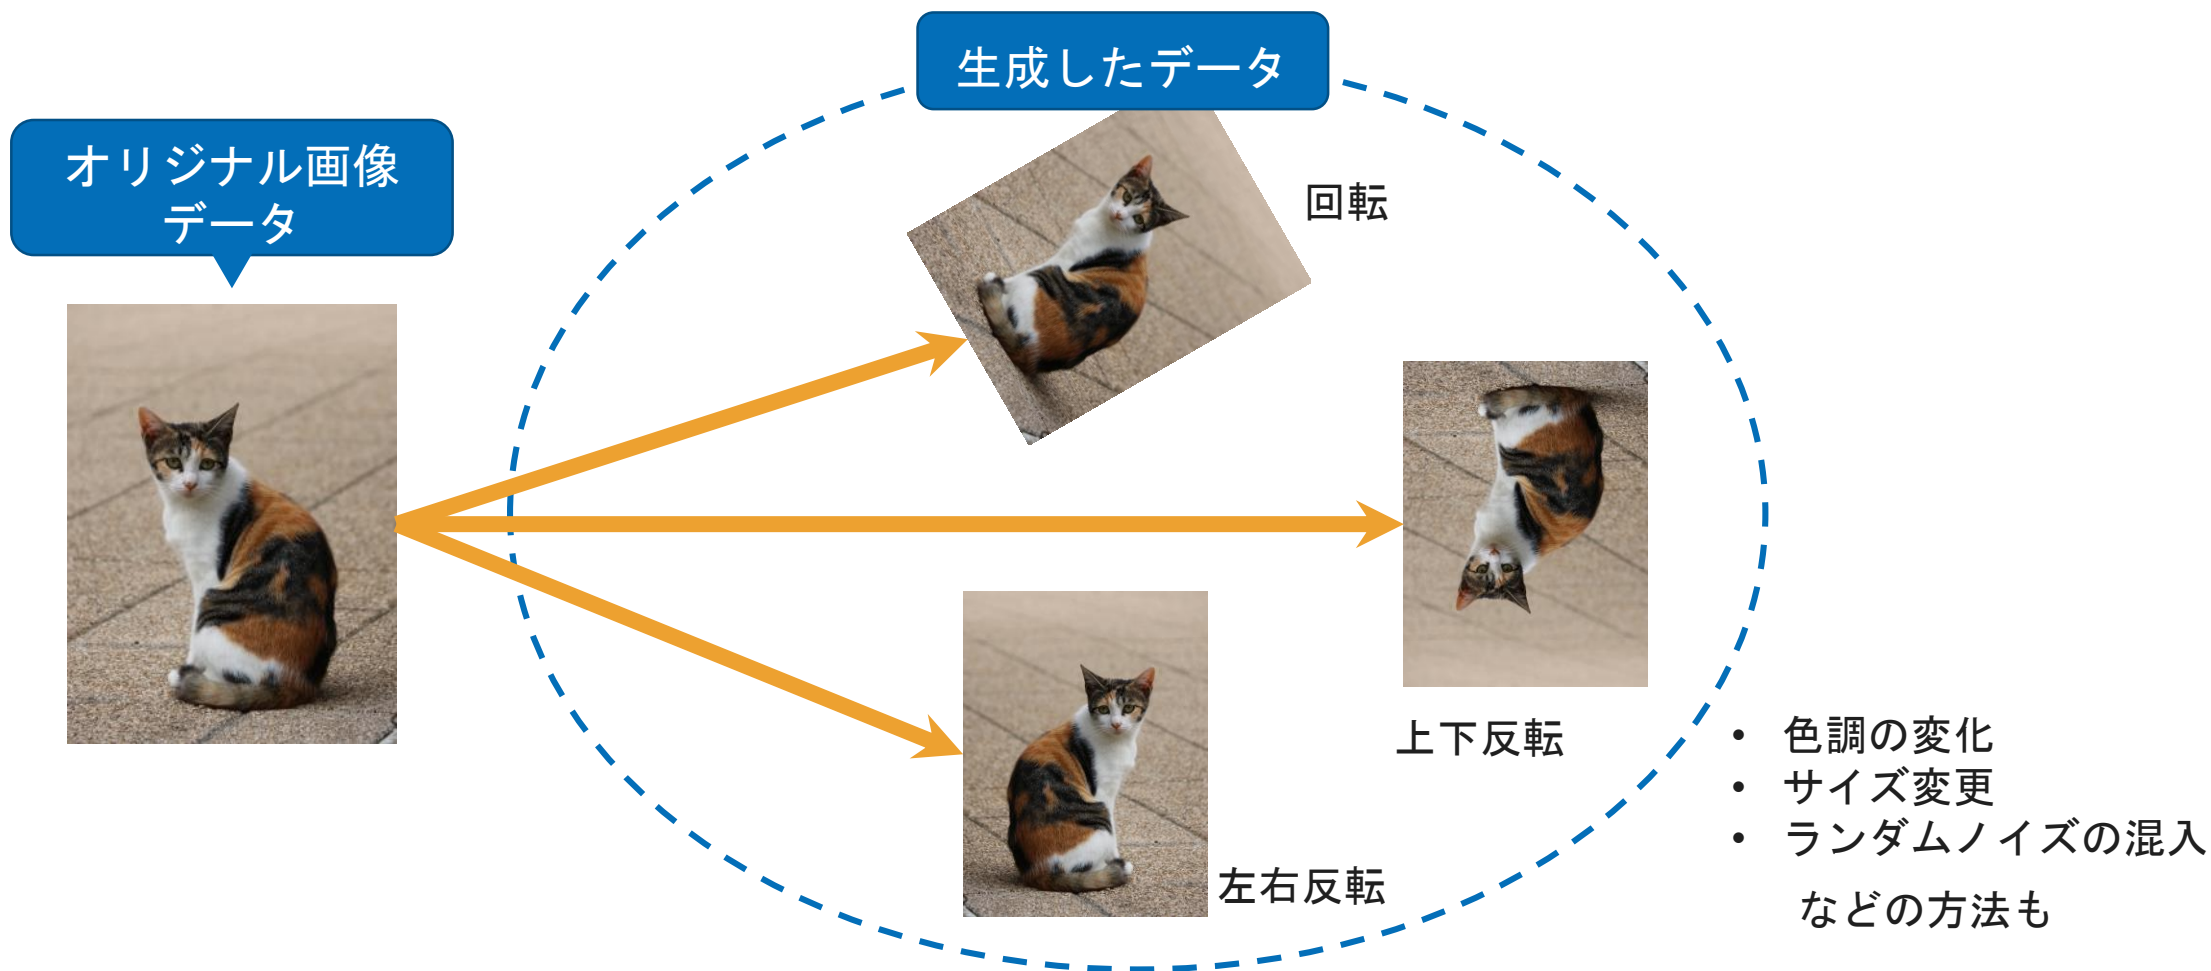 生成したデータ
オリジナル画像
データ
回転
上下反転
左右反転
• 色調の変化
• サイズ変更
• ランダムノイズの混入
などの方法も